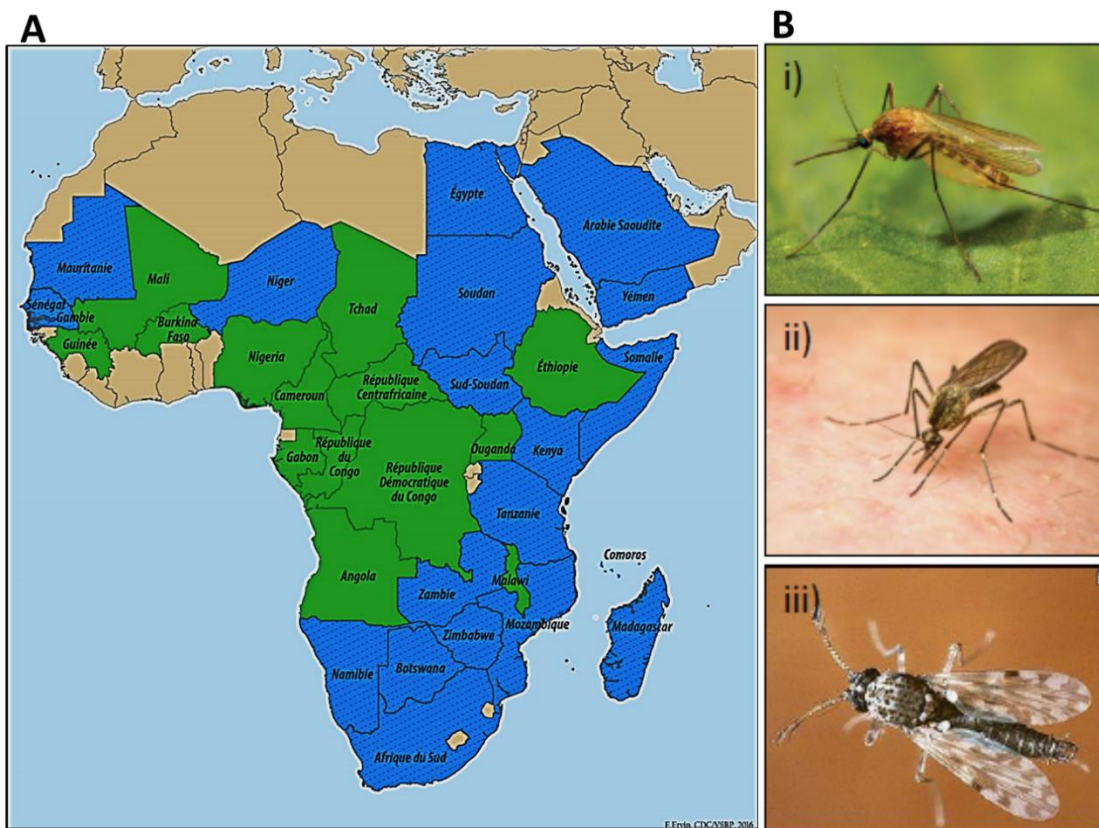 A
B
i)
ii)
iii)
Égypte
Arabie Saoudite
Mauritanie
Mali
Niger
Tchad
Soudan
Yémen
Sénégal
Gambie
Burkina
Faso
Guinée
Nigeria
Éthiopie
Somalie
Cameroun
République
Centrafricaine
Sud-Soudan
Gabon
République
du
Congo
République
Démocratique
du Congo
Ouganda
Kenya
Tanzanie
Comoros
Angola
Malawi
Zambie
Mozambique
Madagascar
Zimbabwe
Namibie
Botswana
Afrique du Sud
E.Ervin, CDC/VSBP, 2016